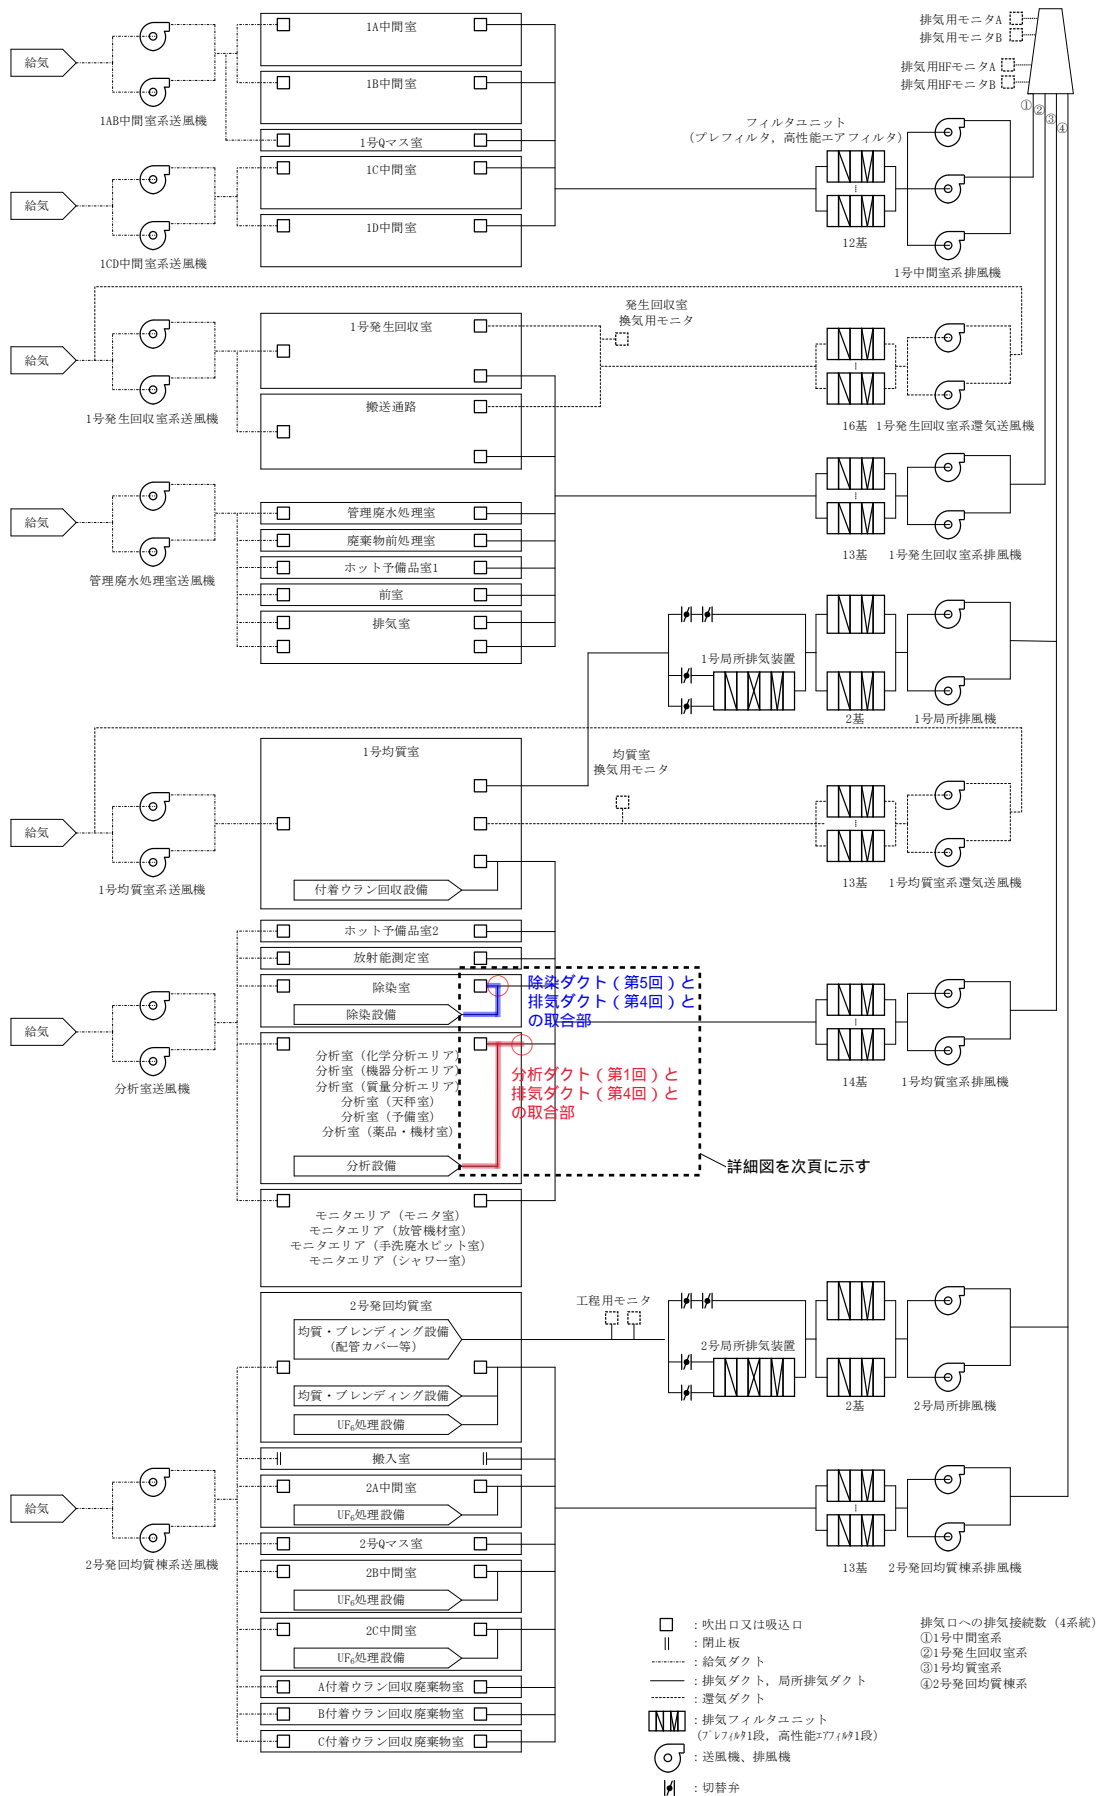 排気用モニタA
排気用モニタB
排気用HFモニタA
排気用HFモニタB
①
②
③
④
給気
1AB中間室系送風機
1A中間室
1B中間室
1号Qマス室
フィルタユニット
(プレフィルタ，高性能エアフィルタ)
12基
1号中間室系排風機
給気
1CD中間室系送風機
1C中間室
1D中間室
給気
1号発生回収室系送風機
1号発生回収室
搬送通路
発生回収室
換気用モニタ
16基
1号発生回収室系還気送風機
13基
1号発生回収室系排風機
給気
管理廃水処理室送風機
管理廃水処理室
廃棄物前処理室
ホット予備品室1
前室
排気室
1号局所排気装置
2基
1号局所排風機
給気
1号均質室系送風機
1号均質室
付着ウラン回収設備
均質室
換気用モニタ
13基
1号均質室系還気送風機
給気
分析室送風機
ホット予備品室2
放射能測定室
除染室
除染設備
除染ダクト（第5回）と
排気ダクト（第4回）と
の取合部
分析室（化学分析エリア）
分析室（機器分析エリア）
分析室（質量分析エリア）
分析室（天秤室）
分析室（予備室）
分析室（薬品・機材室）
分析設備
分析ダクト（第1回）と
排気ダクト（第4回）と
の取合部
詳細図を次頁に示す
14基
1号均質室系排風機
モニタエリア（モニタ室）
モニタエリア（放管機材室）
モニタエリア（手洗廃水ピット室）
モニタエリア（シャワー室）
2号発回均質室
均質・ブレンディング設備
（配管カバー等）
均質・ブレンディング設備
UF₆処理設備
工程用モニタ
2号局所排気装置
2基
2号局所排風機
給気
2号発回均質棟系送風機
搬入室
2A中間室
UF₆処理設備
2号Qマス室
2B中間室
UF₆処理設備
2C中間室
UF₆処理設備
A付着ウラン回収廃棄物室
B付着ウラン回収廃棄物室
C付着ウラン回収廃棄物室
13基
2号発回均質棟系排風機
：吹出口又は吸込口
：閉止板
：給気ダクト
：排気ダクト，局所排気ダクト
：還気ダクト
：排気フィルタユニット
(プレフィルタ1段，高性能エアフィルタ1段)
：送風機、排風機
：切替弁
排気口への排気接続数（4系統）
①1号中間室系
②1号発生回収室系
③1号均質室系
④2号発回均質棟系